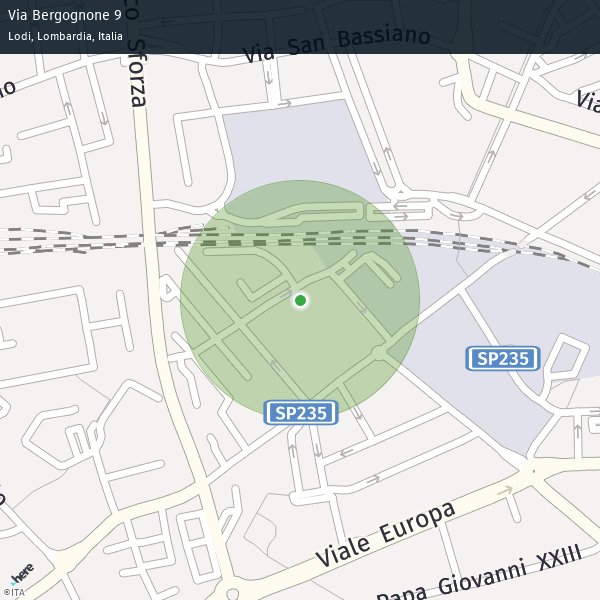 Via Bergognone 9
Lodi, Lombardia, Italia
Via San Bassiano
co Sforza
Via
SP235
SP235
Viale Europa
Papa Giovanni XXIII
here
©ITA